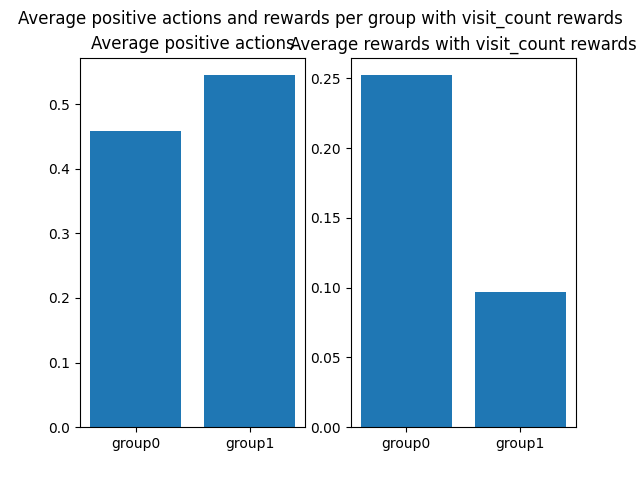 Average positive actions and rewards per group with visit_count rewards
Average positive actions
0.5
0.4
0.3
0.2
0.1
0.0
group0 group1
Average rewards with visit_count rewards
0.25
0.20
0.15
0.10
0.05
0.00
group0 group1